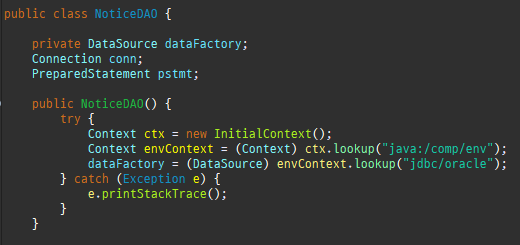 public class NoticeDAO {
private DataSource dataFactory;
Connection conn;
PreparedStatement pstmt;
public NoticeDAO() {
try {
Context ctx = new InitialContext();
Context envContext = (Context) ctx.lookup("java:/comp/env");
dataFactory = (DataSource) envContext.lookup("jdbc/oracle");
} catch (Exception e) {
e.printStackTrace();
}
}